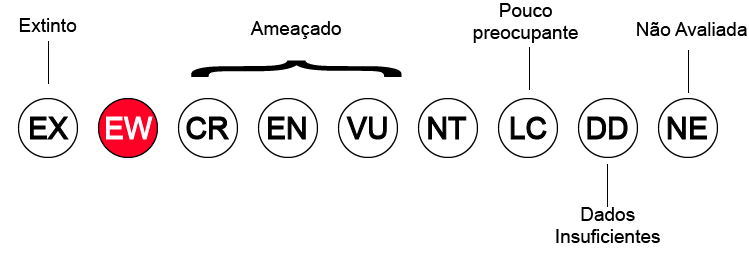 Extinto
Ameaçado
Pouco
preocupante
Não Avaliada
EX EW CR EN VU NT LC DD NE
Dados
Insuficientes